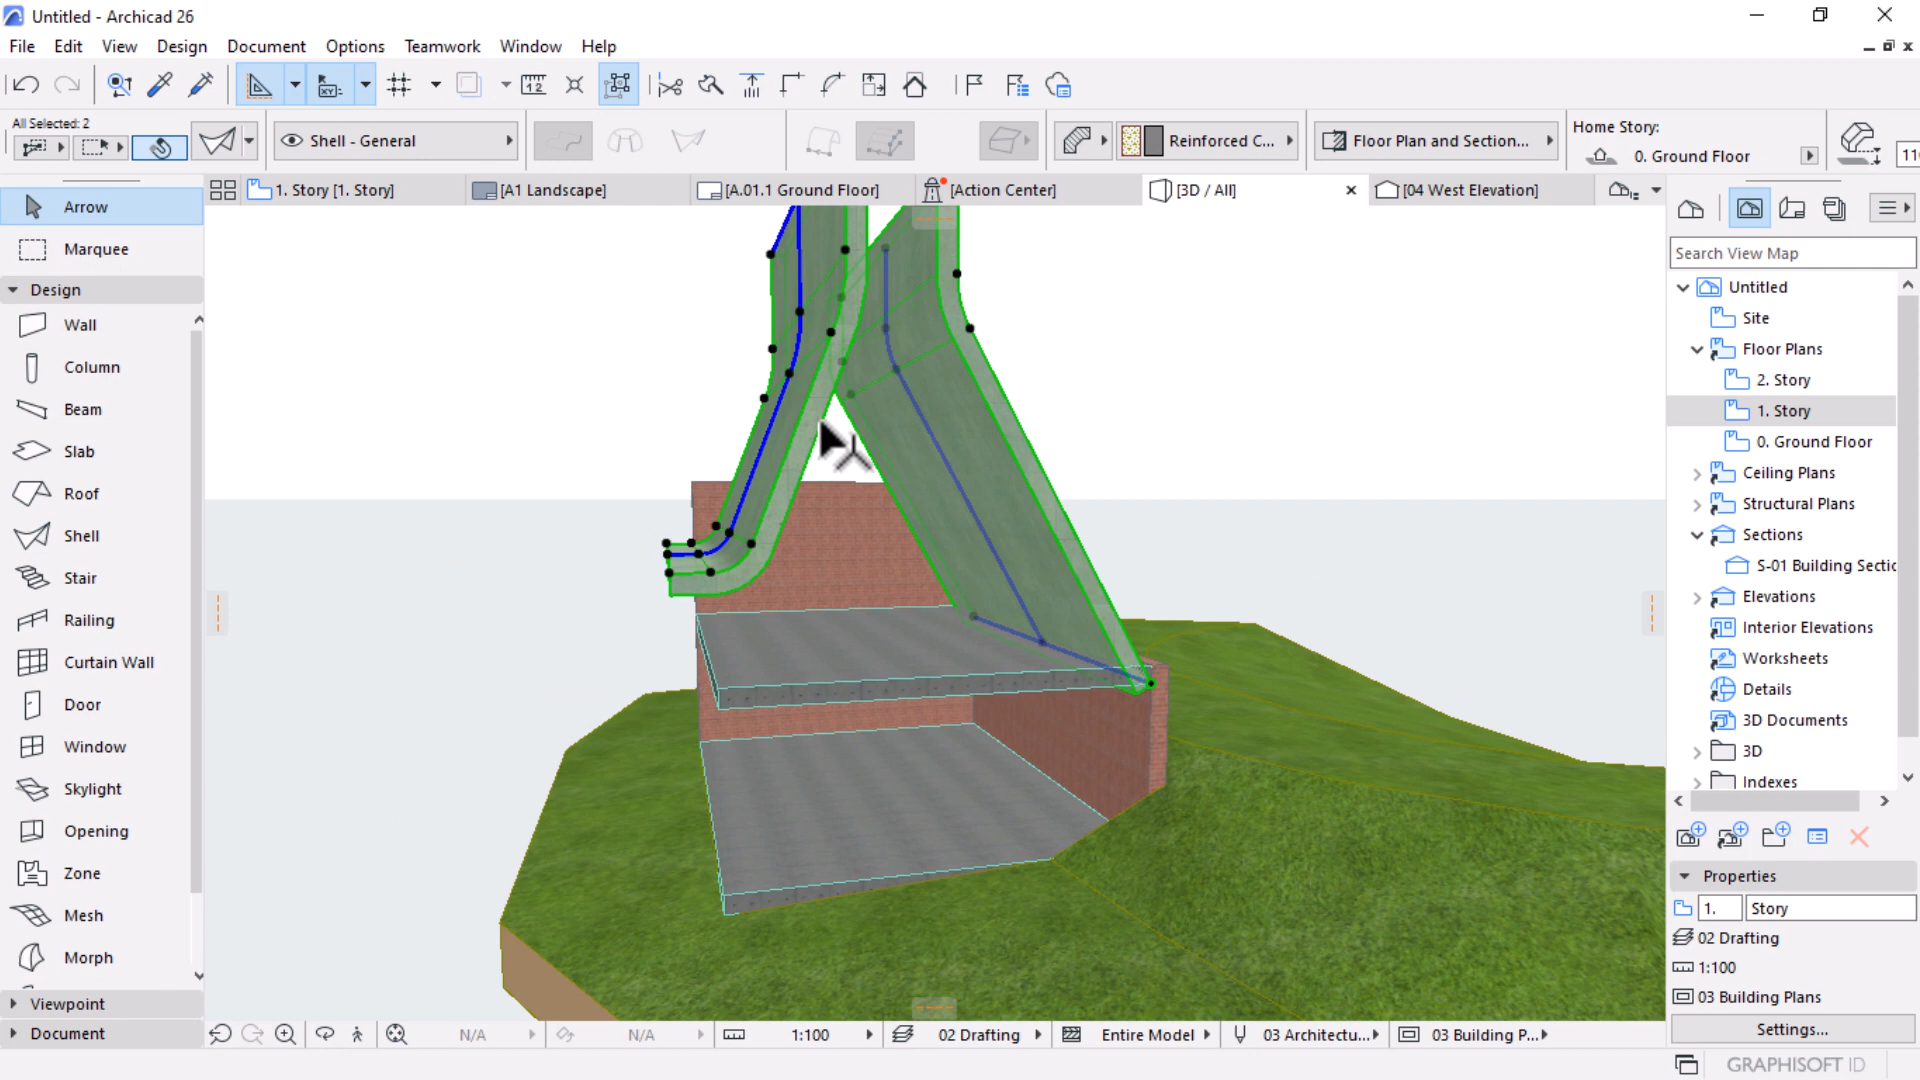 Untitled - Archicad 26
File Edit View Design Document Options Teamwork Window Help
All Selected: 2
Shell - General
Reinforced C...
Floor Plan and Section...
Home Story:
0. Ground Floor
110
1. Story [1. Story]
[A1 Landscape]
[A.01.1 Ground Floor]
[Action Center]
[3D / All]
[04 West Elevation]
Arrow
Marquee
Design
Wall
Column
Beam
Slab
Roof
Shell
Stair
Railing
Curtain Wall
Door
Window
Skylight
Opening
Zone
Mesh
Morph
Viewpoint
Document
Search View Map
Untitled
Site
Floor Plans
2. Story
1. Story
0. Ground Floor
Ceiling Plans
Structural Plans
Sections
S-01 Building Sectic
Elevations
Interior Elevations
Worksheets
Details
3D Documents
3D
Indexes
Properties
1. Story
02 Drafting
1:100
03 Building Plans
Settings...
N/A N/A 1:100 02 Drafting Entire Model 03 Architectu... 03 Building P...
GRAPHISOFT ID